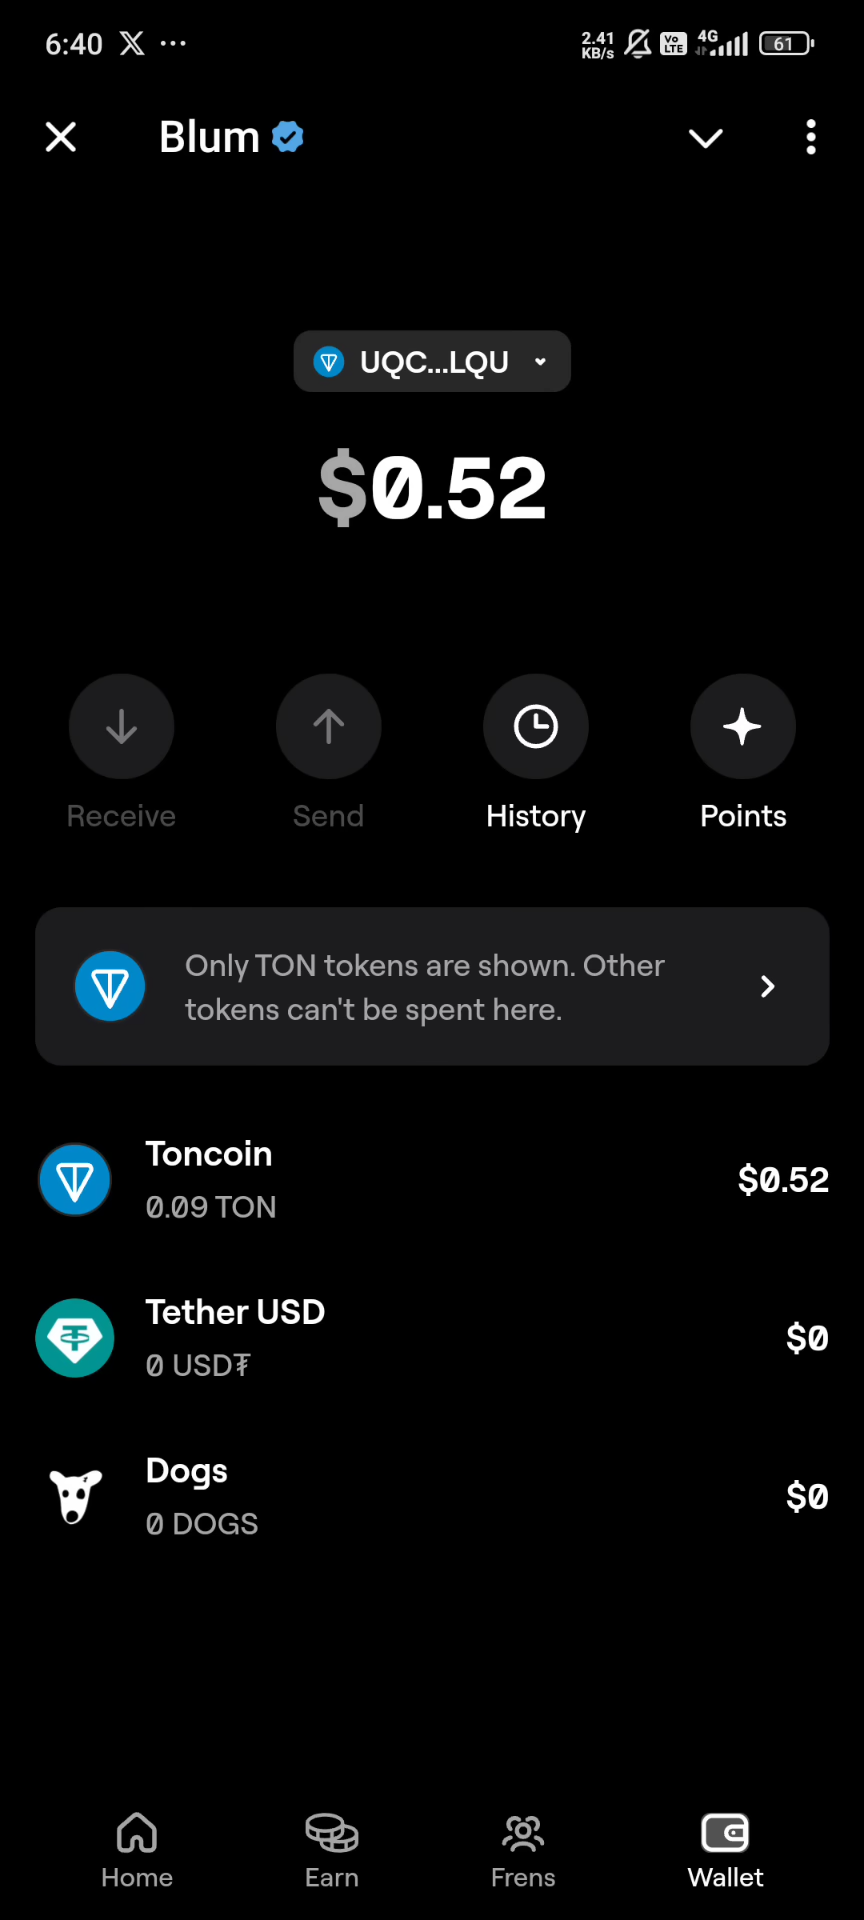 6:40
2.41
KB/s
Vo
LTE
4G
61
Blum
UQC...LQU
$0.52
Receive
Send
History
Points
Only TON tokens are shown. Other
tokens can't be spent here.
Toncoin
0.09 TON
$0.52
Tether USD
0 USD₮
$0
Dogs
0 DOGS
$0
Home
Earn
Frens
Wallet